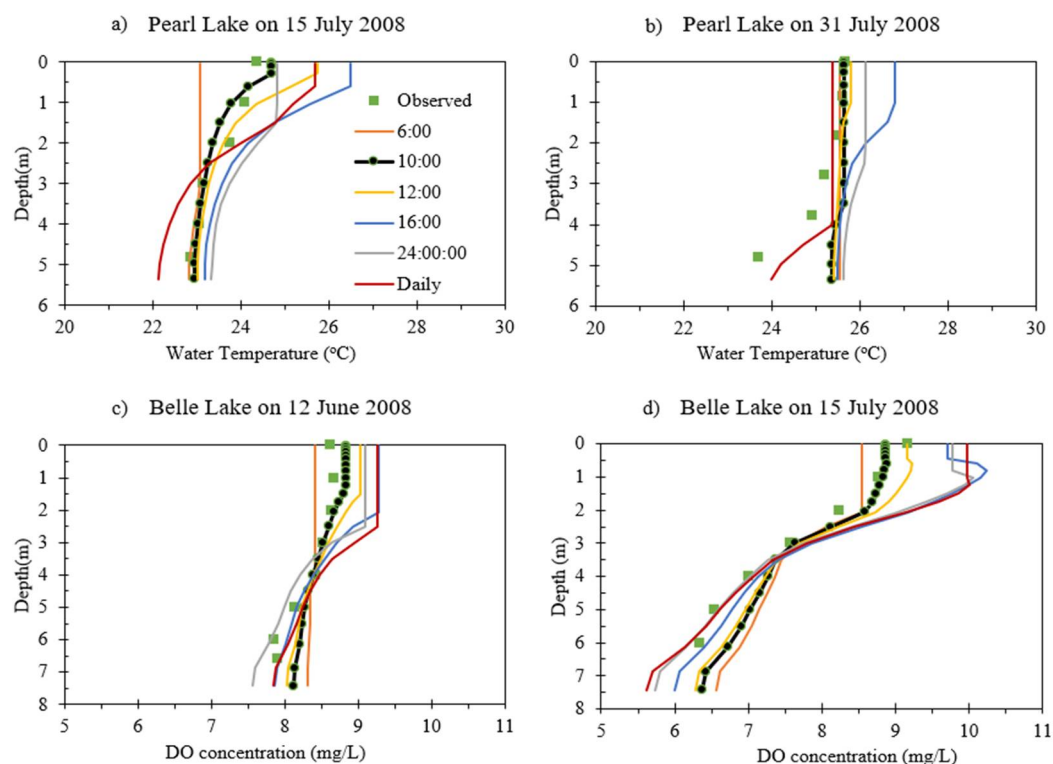 a) Pearl Lake on 15 July 2008
0
1
2
3
4
5
6
Depth(m)
20 22 24 26 28 30
Water Temperature (°C)
Observed
6:00
10:00
12:00
16:00
24:00:00
Daily
b) Pearl Lake on 31 July 2008
0
1
2
3
4
5
6
Depth(m)
20 22 24 26 28 30
Water Temperature (°C)
c) Belle Lake on 12 June 2008
0
1
2
3
4
5
6
7
8
Depth(m)
5 6 7 8 9 10 11
DO concentration (mg/L)
d) Belle Lake on 15 July 2008
0
1
2
3
4
5
6
7
8
Depth (m)
5 6 7 8 9 10 11
DO concentration (mg/L)